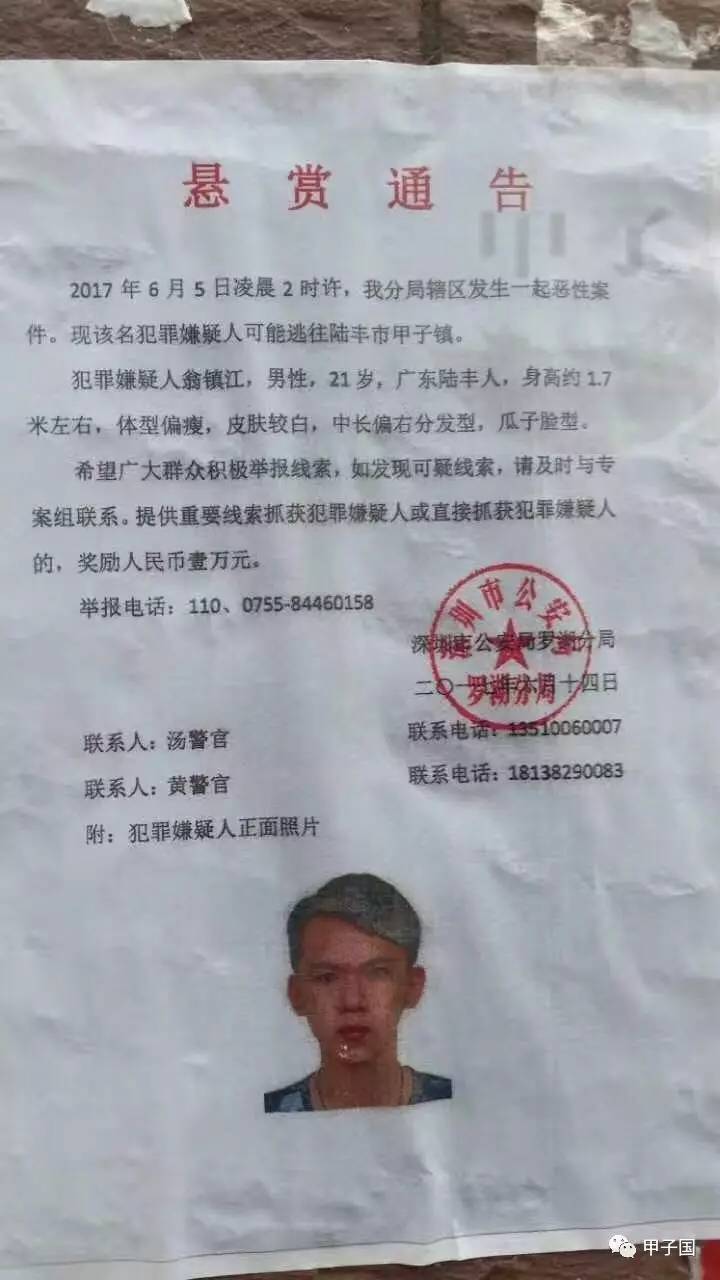 悬赏通告
2017 年 6 月 5 日凌晨 2 时许，我分局辖区发生一起恶性案
件。现该名犯罪嫌疑人可能逃往陆丰市甲子镇。
犯罪嫌疑人翁镇江，男性，21 岁，广东陆丰人，身高约 1.7
米左右，体型偏瘦，皮肤较白，中长偏右分发型，瓜子脸型。
希望广大群众积极举报线索，如发现可疑线索，请及时与专
案组联系。提供重要线索抓获犯罪嫌疑人或直接抓获犯罪嫌疑人
的，奖励人民币壹万元。
举报电话：110、0755-84460158
深圳市公安局罗湖分局
二〇一七年六月十四日
深圳市公安局
罗湖分局
联系人：汤警官 联系电话：13510060007
联系人：黄警官 联系电话：18138290083
附：犯罪嫌疑人正面照片
甲子国